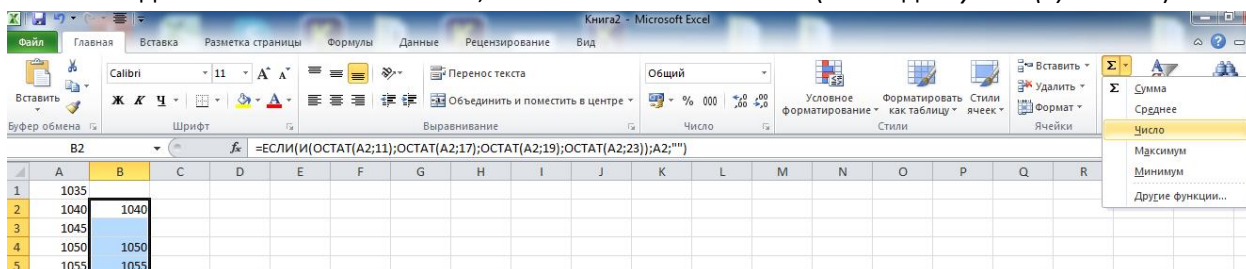 Книга2 - Microsoft Excel
Файл Главная Вставка Разметка страницы Формулы Данные Рецензирование Вид
Calibri 11 А А Перенос текста Общий Вставить Σ
Вставить Ж К Ч Объединить и поместить в центре % 000 Условное форматирование Форматировать как таблицу Стили ячеек Удалить Формат
Буфер обмена Шрифт Выравнивание Число Стили Ячейки
Σ Сумма
Среднее
Число
Максимум
Минимум
Другие функции...
B2 fx =ЕСЛИ(И(ОСТАТ(A2;11);ОСТАТ(A2;17);ОСТАТ(A2;19);ОСТАТ(A2;23));A2;"")
A B C D E F G H I J K L M N O P Q R
1 1035
2 1040 1040
3 1045
4 1050 1050
5 1055 1055